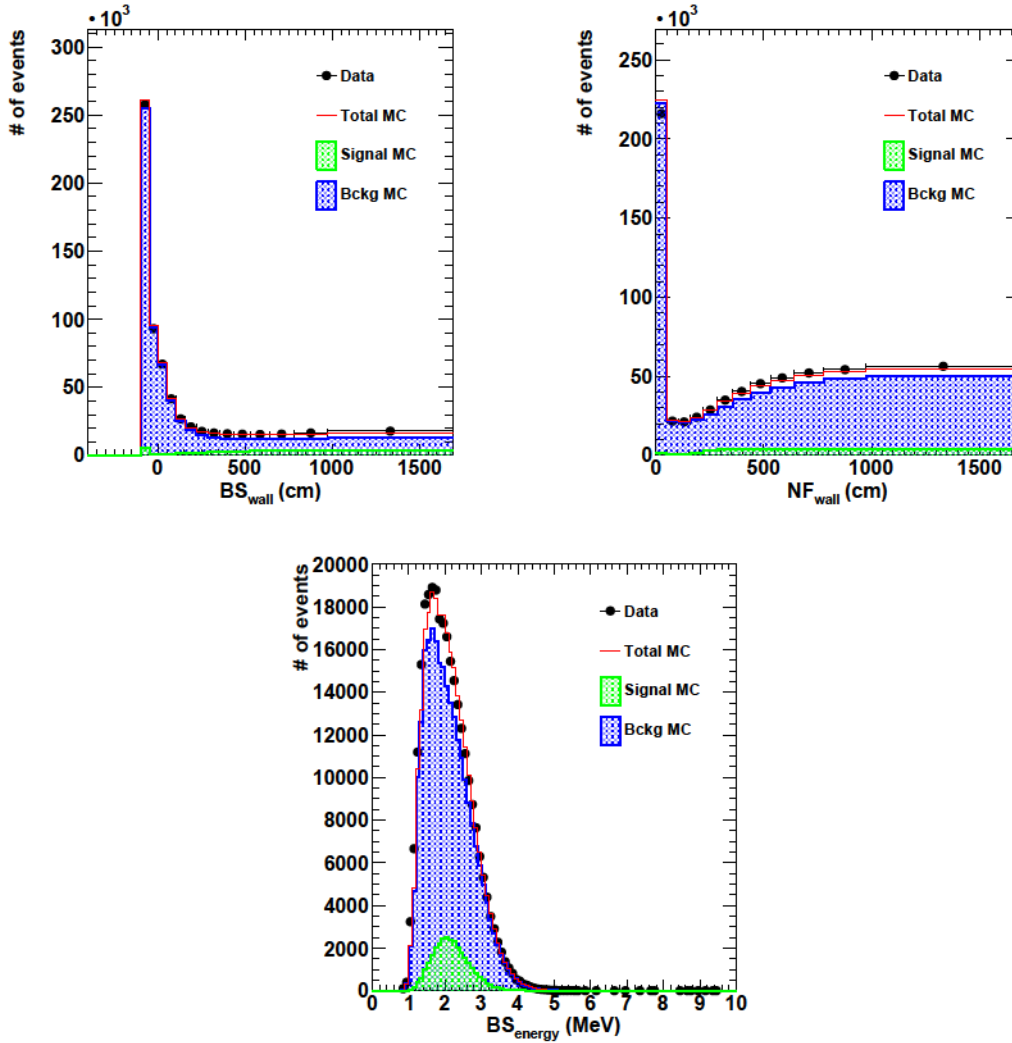 • 10³
# of events
300
250
200
150
100
50
0
0 500 1000 1500
BS_wall (cm)
Data
Total MC
Signal MC
Bckg MC
• 10³
# of events
250
200
150
100
50
0
0 500 1000 1500
NF_wall (cm)
Data
Total MC
Signal MC
Bckg MC
# of events
20000
18000
16000
14000
12000
10000
8000
6000
4000
2000
0
0 1 2 3 4 5 6 7 8 9 10
BS_energy (MeV)
Data
Total MC
Signal MC
Bckg MC